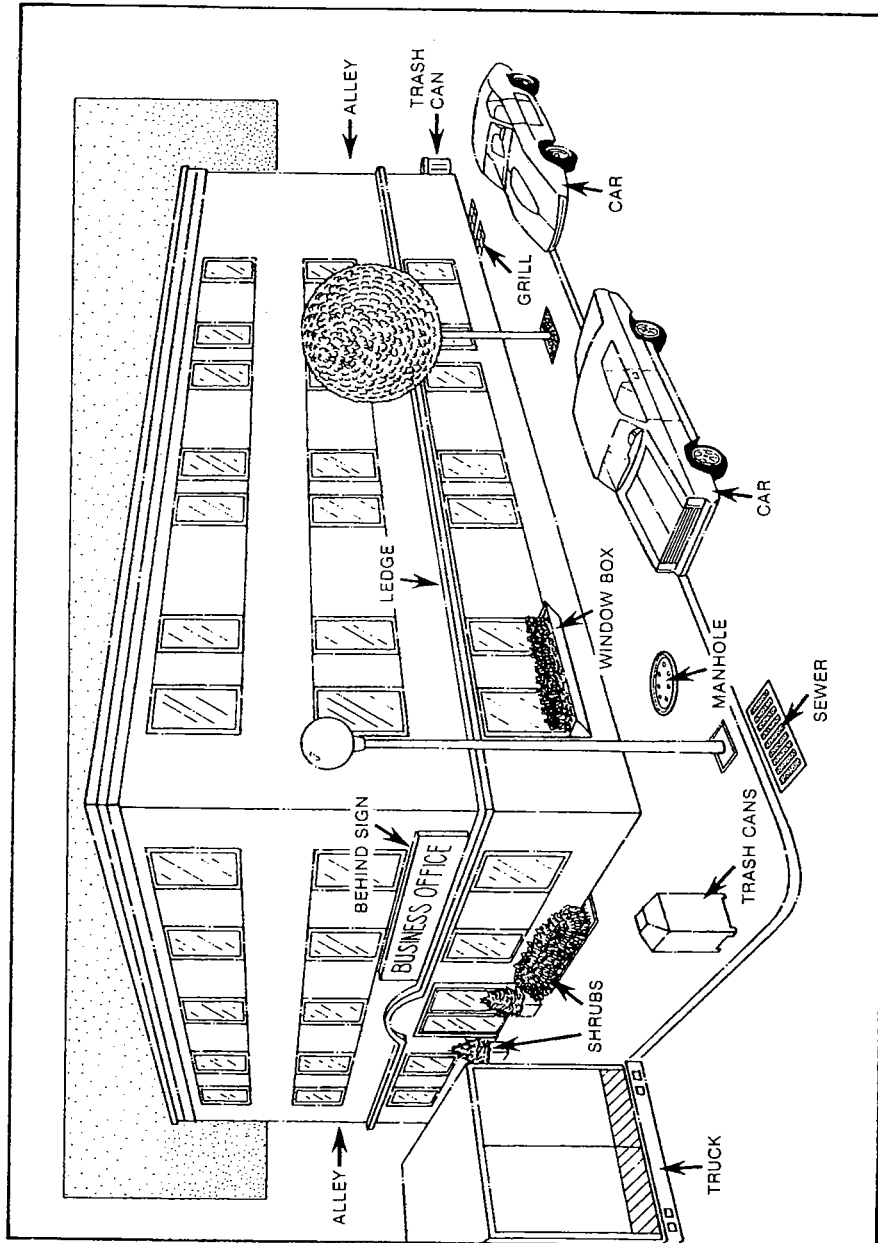 ALLEY
TRASH
CAN
CAR
GRILL
LEDGE
CAR
WINDOW BOX
MANHOLE
SEWER
BEHIND SIGN
BUSINESS OFFICE
TRASH CANS
SHRUBS
ALLEY
TRUCK